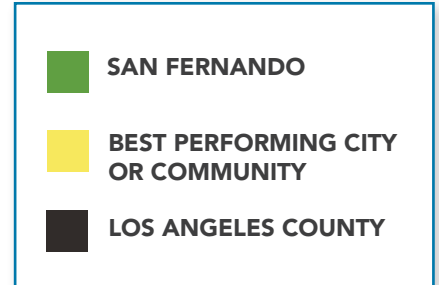 SAN FERNANDO
BEST PERFORMING CITY
OR COMMUNITY
LOS ANGELES COUNTY